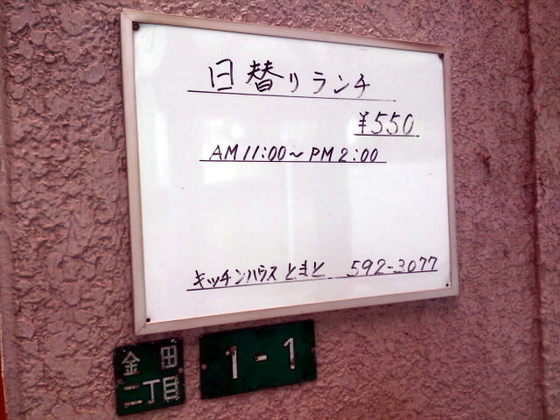 日替りランチ
¥550
AM 11:00～PM 2:00
キッチンハウス とまと 592-3077
金田
二丁目
1-1